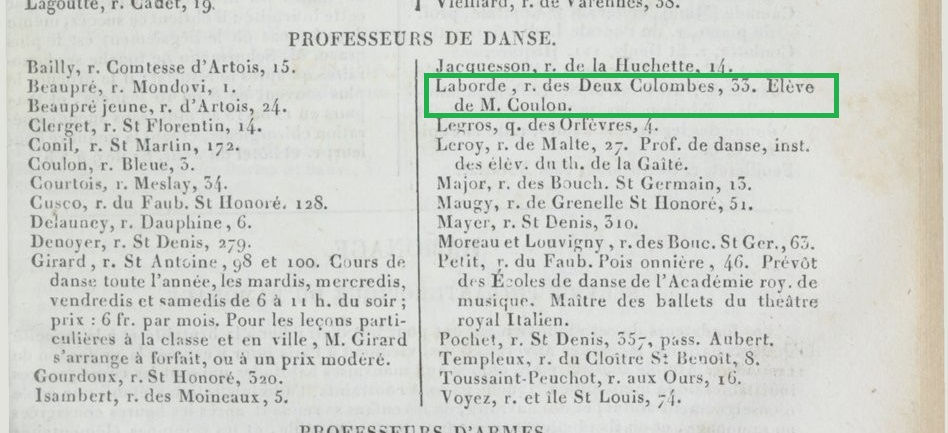 Lagoutte, r. Cadet, 19.
PROFESSEURS DE DANSE.
Bailly, r. Comtesse d'Artois, 15.
Beaupré, r. Mondovi, 1.
Beaupré jeune, r. d'Artois, 24.
Clerget, r. St Florentin, 14.
Conil, r. St Martin, 172.
Coulon, r. Bleue, 3.
Courtois, r. Meslay, 34.
Cusco, r. du Faub. St Honoré. 128.
Delauney, r. Dauphine, 6.
Denoyer, r. St Denis, 279.
Girard, r. St Antoine, 98 et 100. Cours de
danse toute l'année, les mardis, mercredis,
vendredis et samedis de 6 à 11 h. du soir;
prix : 6 fr. par mois. Pour les leçons parti-
culières à la classe et en ville, M. Girard
s'arrange à forfait, ou à un prix modéré.
Gourdoux, r. St Honoré, 320.
Isambert, r. des Moineaux, 5.
Vieillard, r. de Varennes, 38.
Jacquesson, r. de la Huchette, 14.
Laborde, r. des Deux Colombes, 33. Elève
de M. Coulon.
Legros, q. des Orfèvres, 4.
Leroy, r. de Malte, 27. Prof. de danse, inst.
des élèv. du th. de la Gaîté.
Major, r. des Bouch. St Germain, 13.
Maugy, r. de Grenelle St Honoré, 51.
Mayer, r. St Denis, 310.
Moreau et Louvigny, r. des Bouc. St Ger., 63.
Petit, r. du Faub. Pois onnière, 46. Prévôt
des Écoles de danse de l'Académie roy. de
musique. Maître des ballets du théâtre
royal Italien.
Pochet, r. St Denis, 357, pass. Aubert.
Templeux, r. du Cloître St Benoît, 8.
Toussaint-Peuchot, r. aux Ours, 16.
Voyez, r. et île St Louis, 74.
PROFESSEURS D'ARMES.